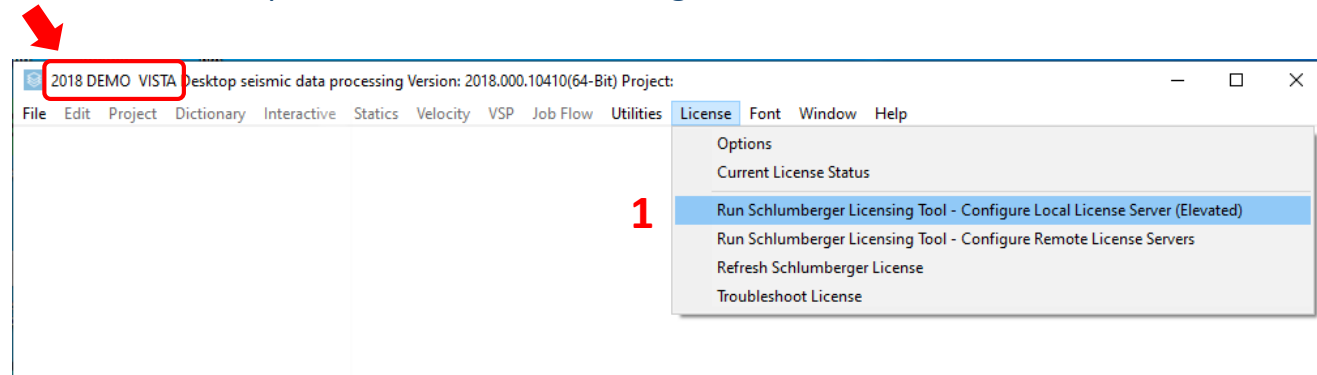 2018 DEMO VISTA Desktop seismic data processing Version: 2018.000.10410(64-Bit) Project:
File Edit Project Dictionary Interactive Statics Velocity VSP Job Flow Utilities License Font Window Help
Options
Current License Status
1
Run Schlumberger Licensing Tool - Configure Local License Server (Elevated)
Run Schlumberger Licensing Tool - Configure Remote License Servers
Refresh Schlumberger License
Troubleshoot License